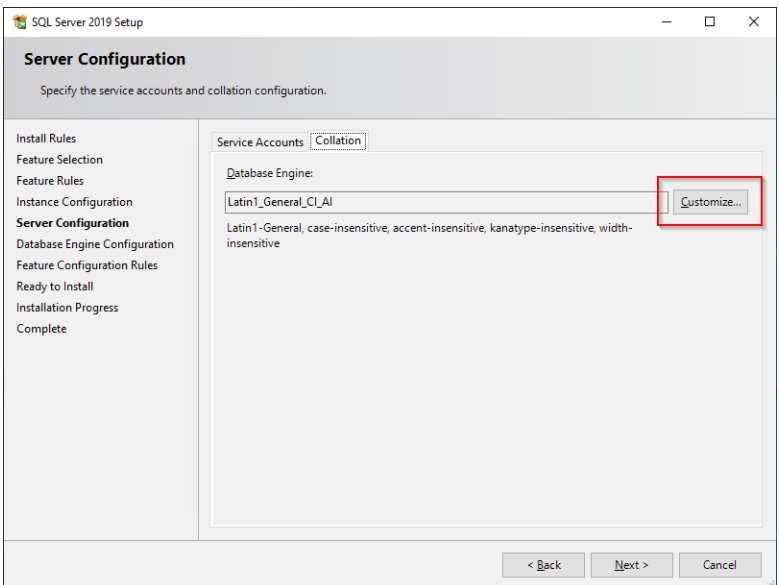 SQL Server 2019 Setup
Server Configuration
Specify the service accounts and collation configuration.
Install Rules
Feature Selection
Feature Rules
Instance Configuration
Server Configuration
Database Engine Configuration
Feature Configuration Rules
Ready to Install
Installation Progress
Complete
Service Accounts Collation
Database Engine:
Latin1_General_CI_AI
Customize...
Latin1-General, case-insensitive, accent-insensitive, kanatype-insensitive, width-
insensitive
< Back Next > Cancel